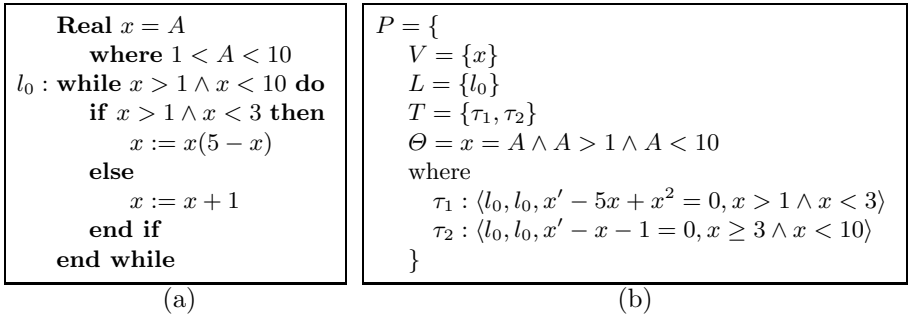 Real x = A
where 1 < A < 10
l₀ : while x > 1 ∧ x < 10 do
if x > 1 ∧ x < 3 then
x := x(5 − x)
else
x := x + 1
end if
end while
(a)
P = {
V = {x}
L = {l₀}
T = {τ₁, τ₂}
Θ = x = A ∧ A > 1 ∧ A < 10
where
τ₁ : ⟨l₀, l₀, x′ − 5x + x² = 0, x > 1 ∧ x < 3⟩
τ₂ : ⟨l₀, l₀, x′ − x − 1 = 0, x ≥ 3 ∧ x < 10⟩
}
(b)